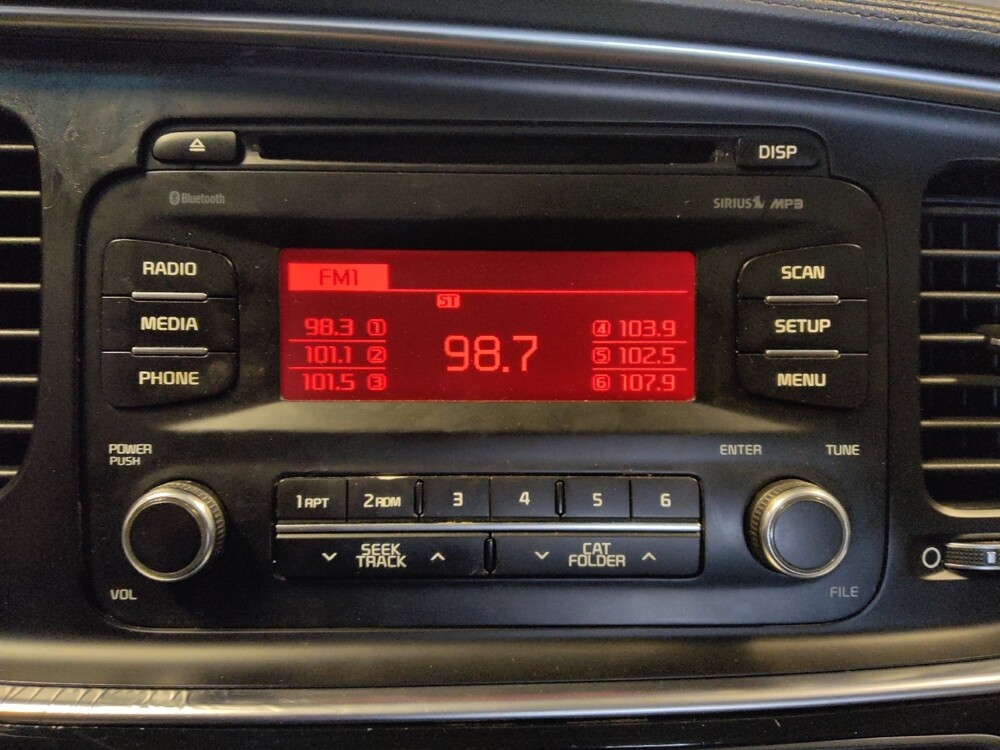 DISP
Bluetooth
SIRIUS MP3
RADIO
MEDIA
PHONE
FM1
ST
98.3 1
101.1 2
101.5 3
98.7
4 103.9
5 102.5
6 107.9
SCAN
SETUP
MENU
POWER
PUSH
VOL
1 RPT
2 RDM
3
4
5
6
SEEK
TRACK
CAT
FOLDER
ENTER
TUNE
FILE